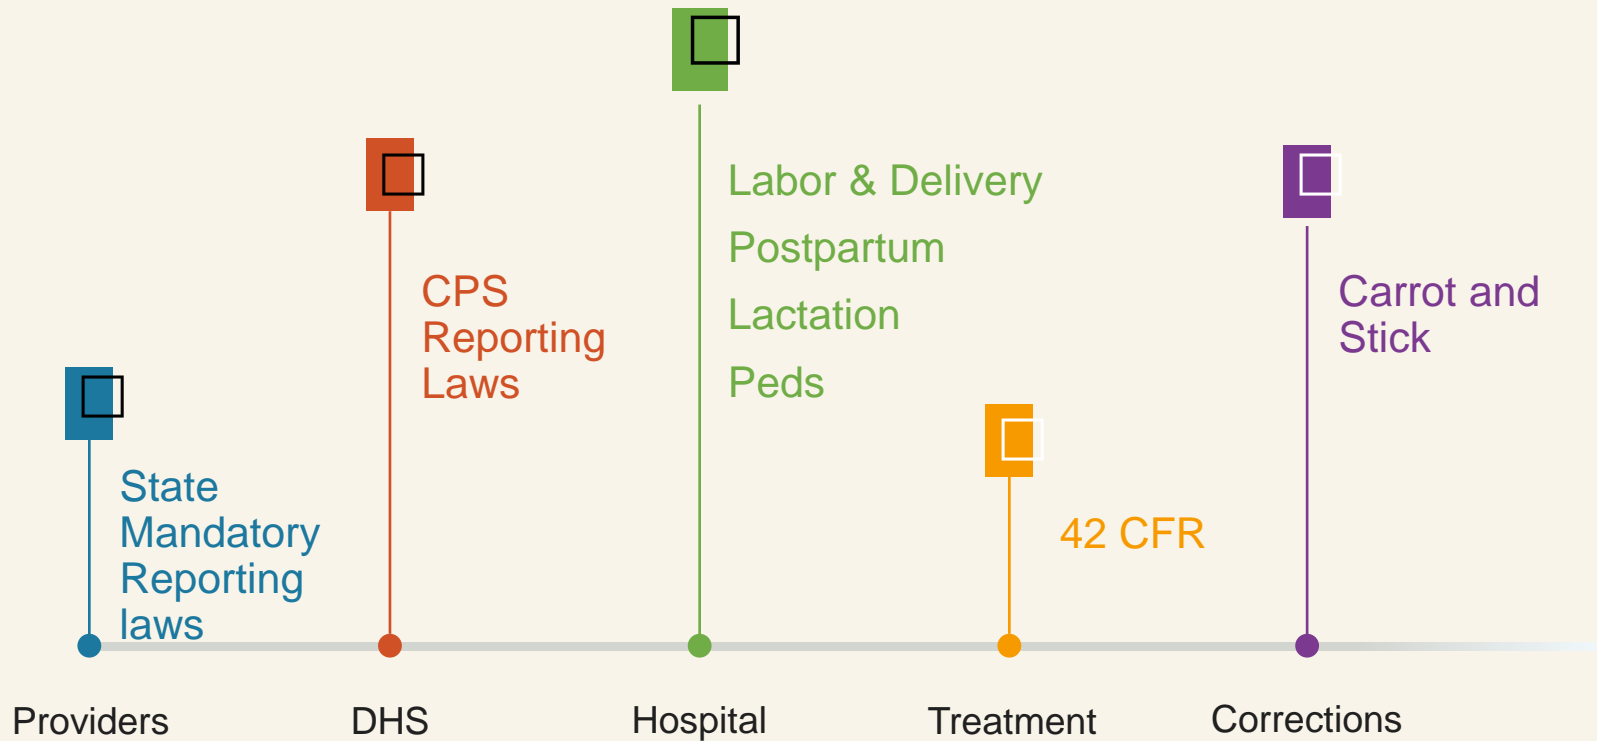 State
Mandatory
Reporting
laws
CPS
Reporting
Laws
Labor & Delivery
Postpartum
Lactation
Peds
42 CFR
Carrot and
Stick
Providers
DHS
Hospital
Treatment
Corrections